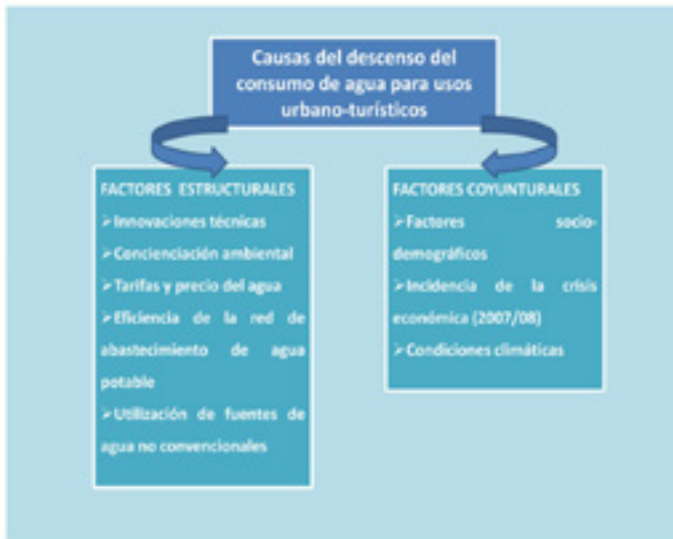 Causas del descenso del
consumo de agua para usos
urbano-turísticos
FACTORES ESTRUCTURALES
➢Innovaciones técnicas
➢Concienciación ambiental
➢Tarifas y precio del agua
➢Eficiencia de la red de
abastecimiento de agua
potable
➢Utilización de fuentes de
agua no convencionales
FACTORES COYUNTURALES
➢Factores socio-
demográficos
➢Incidencia de la crisis
económica (2007/08)
➢Condiciones climáticas